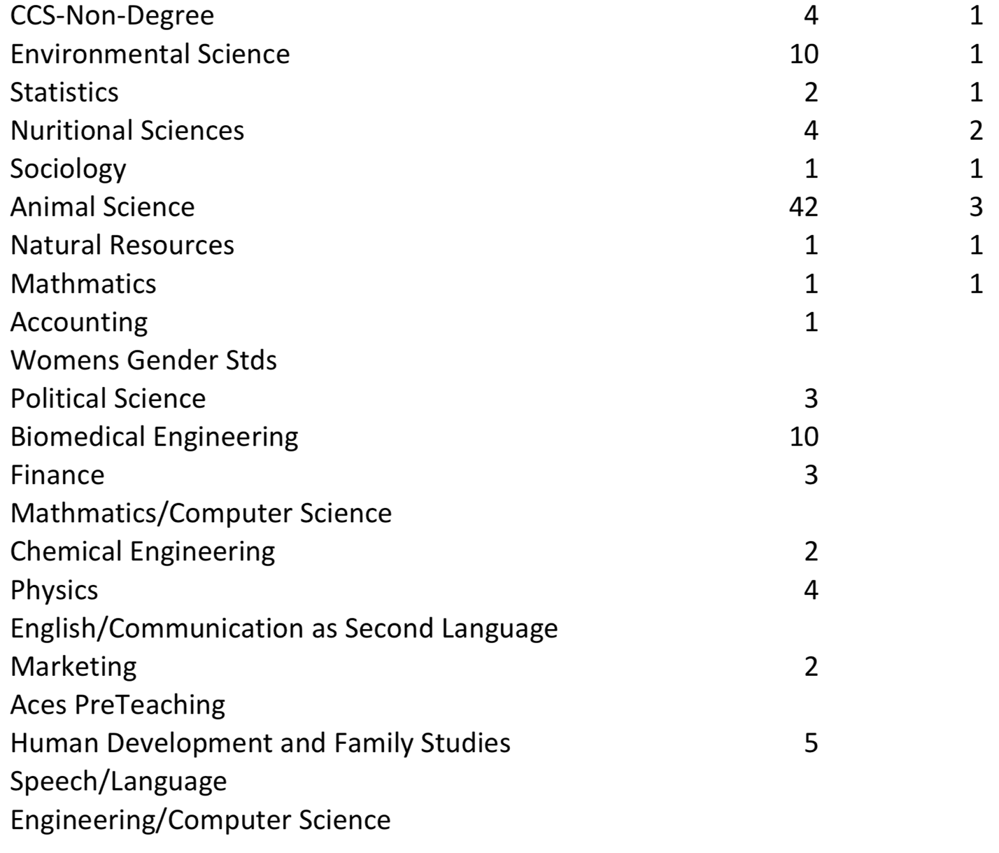 CCS-Non-Degree 4 1
Environmental Science 10 1
Statistics 2 1
Nuritional Sciences 4 2
Sociology 1 1
Animal Science 42 3
Natural Resources 1 1
Mathmatics 1 1
Accounting 1
Womens Gender Stds
Political Science 3
Biomedical Engineering 10
Finance 3
Mathmatics/Computer Science
Chemical Engineering 2
Physics 4
English/Communication as Second Language
Marketing 2
Aces PreTeaching
Human Development and Family Studies 5
Speech/Language
Engineering/Computer Science